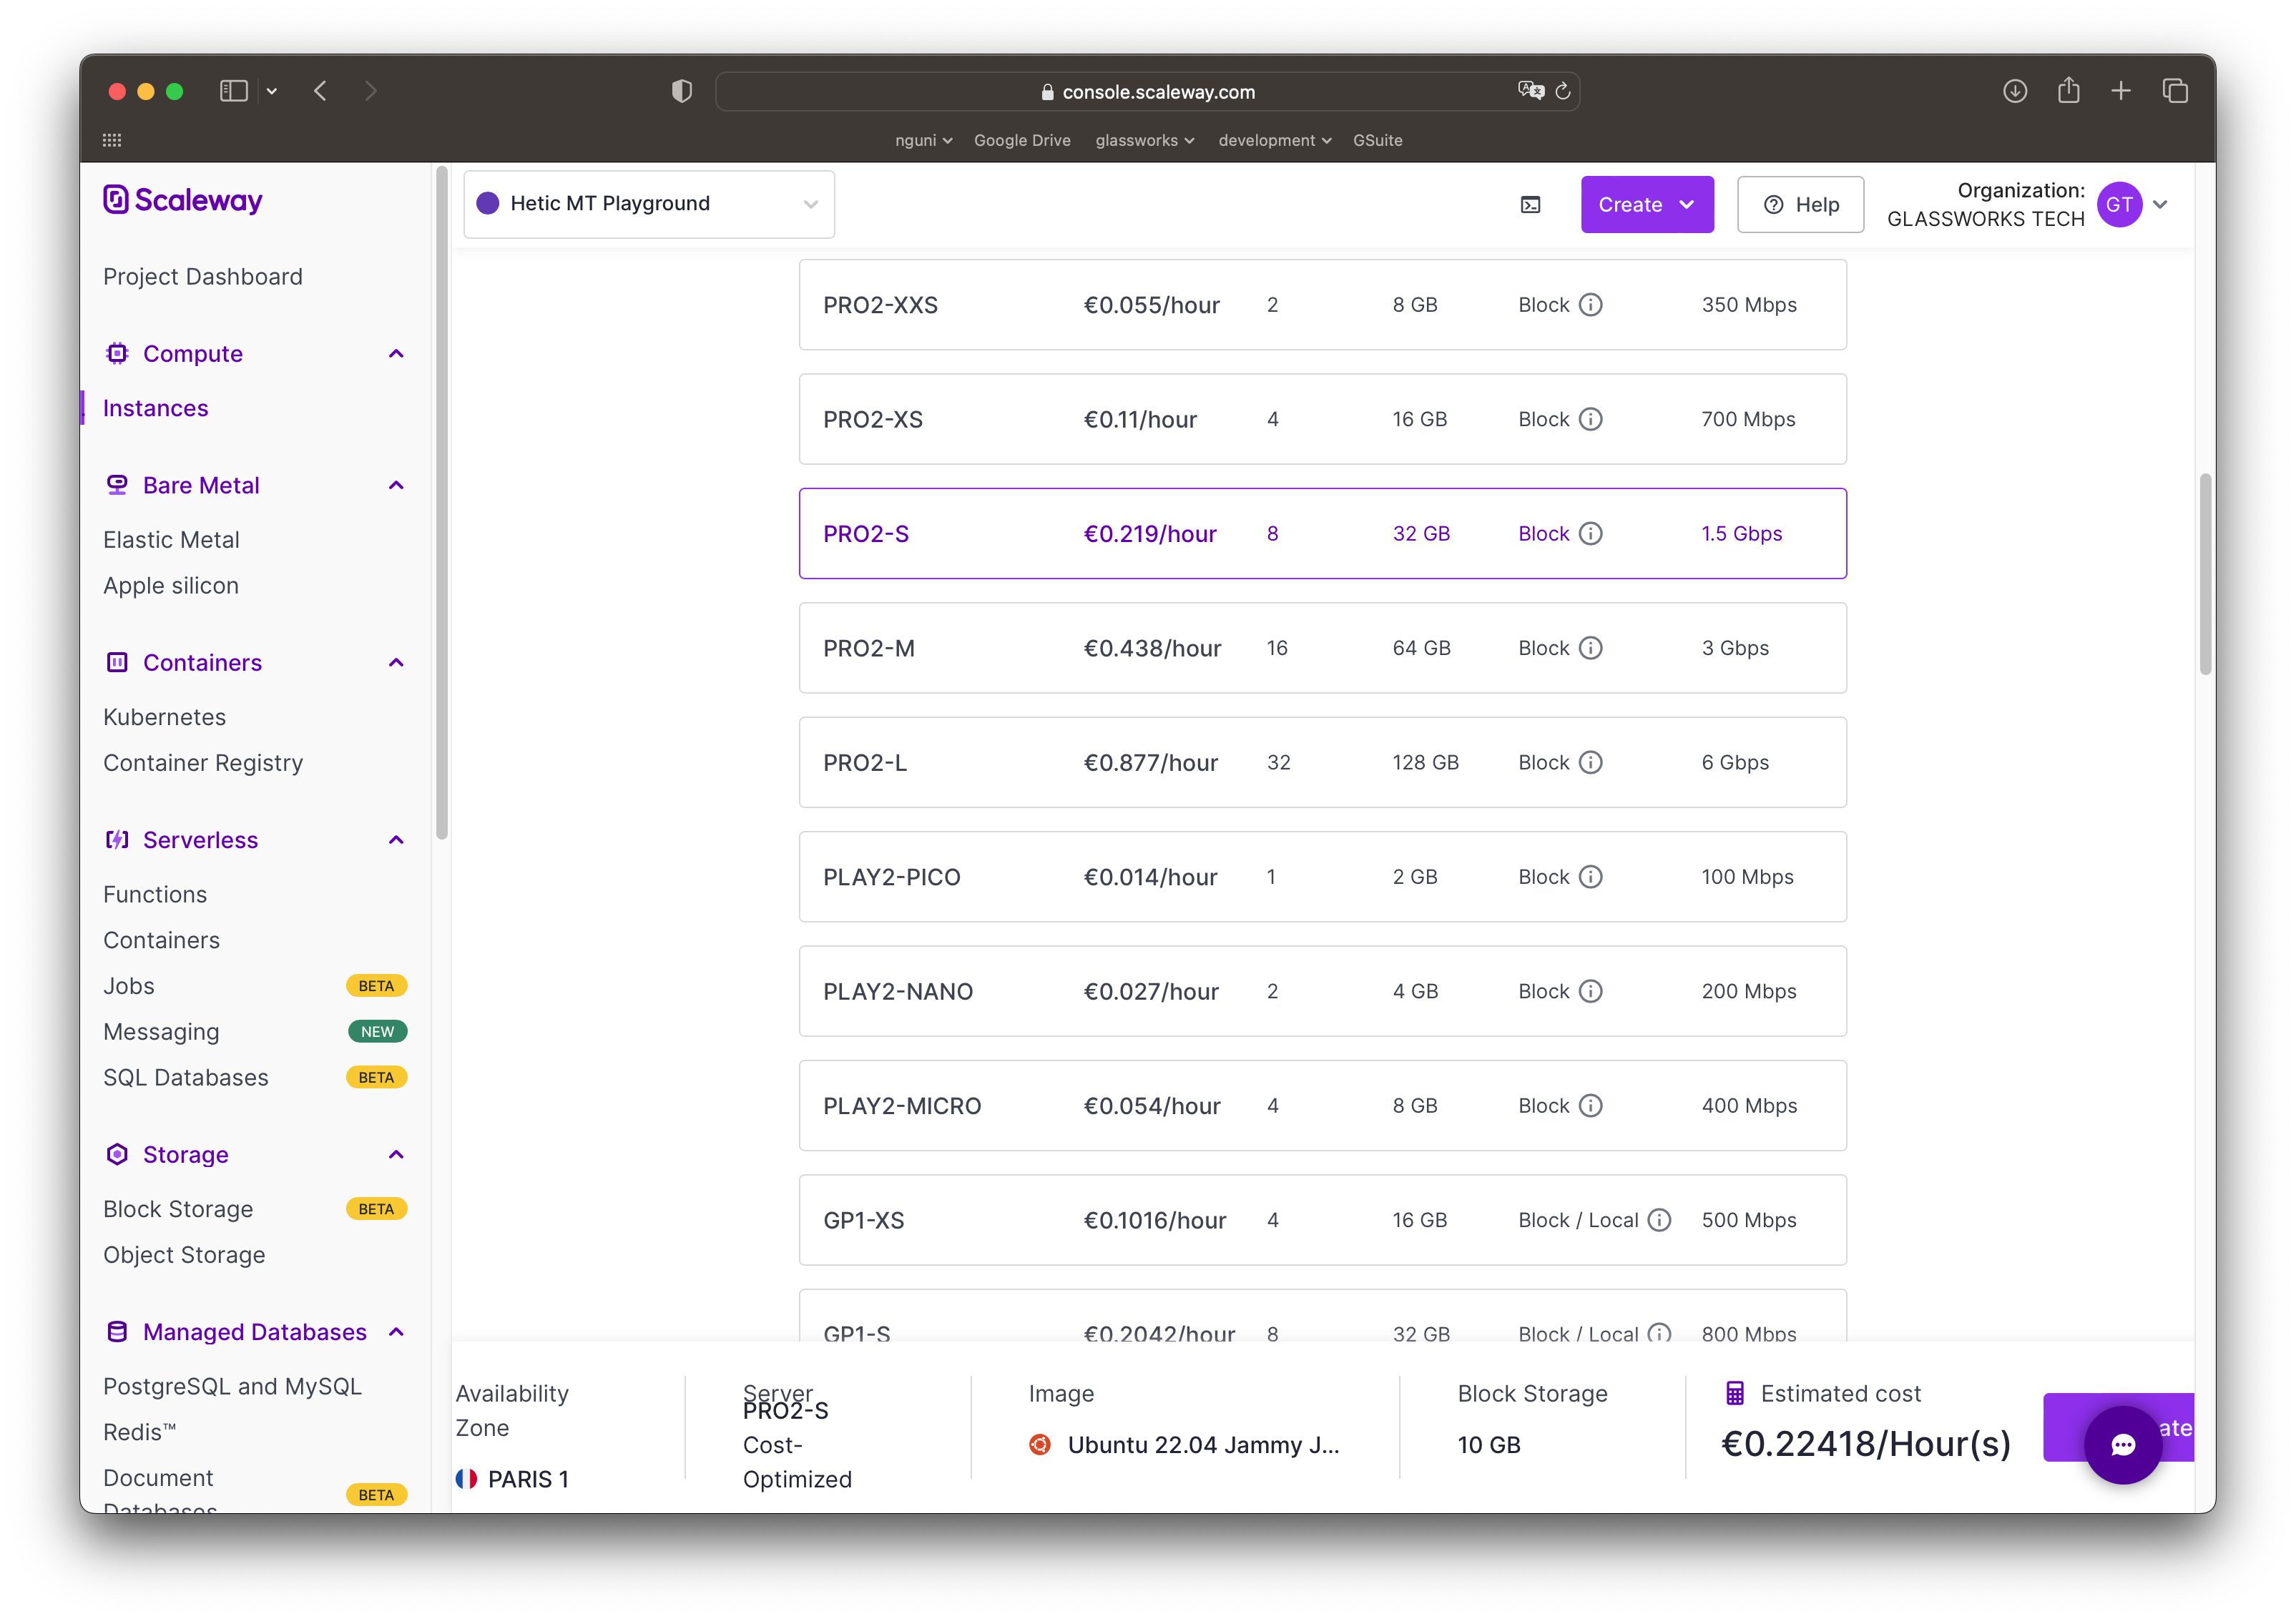 console.scaleway.com
nguni
Google Drive
glassworks
development
GSuite
Scaleway
Project Dashboard
Compute
Instances
Bare Metal
Elastic Metal
Apple silicon
Containers
Kubernetes
Container Registry
Serverless
Functions
Containers
Jobs BETA
Messaging NEW
SQL Databases BETA
Storage
Block Storage BETA
Object Storage
Managed Databases
PostgreSQL and MySQL
Redis™
Document
Databases BETA
Hetic MT Playground
Create
Help
Organization:
GLASSWORKS TECH
GT
PRO2-XXS €0.055/hour 2 8 GB Block 350 Mbps
PRO2-XS €0.11/hour 4 16 GB Block 700 Mbps
PRO2-S €0.219/hour 8 32 GB Block 1.5 Gbps
PRO2-M €0.438/hour 16 64 GB Block 3 Gbps
PRO2-L €0.877/hour 32 128 GB Block 6 Gbps
PLAY2-PICO €0.014/hour 1 2 GB Block 100 Mbps
PLAY2-NANO €0.027/hour 2 4 GB Block 200 Mbps
PLAY2-MICRO €0.054/hour 4 8 GB Block 400 Mbps
GP1-XS €0.1016/hour 4 16 GB Block / Local 500 Mbps
GP1-S €0.2042/hour 8 32 GB Block / Local 800 Mbps
Availability
Zone
PARIS 1
Server
PRO2-S
Cost-
Optimized
Image
Ubuntu 22.04 Jammy J...
Block Storage
10 GB
Estimated cost
€0.22418/Hour(s)